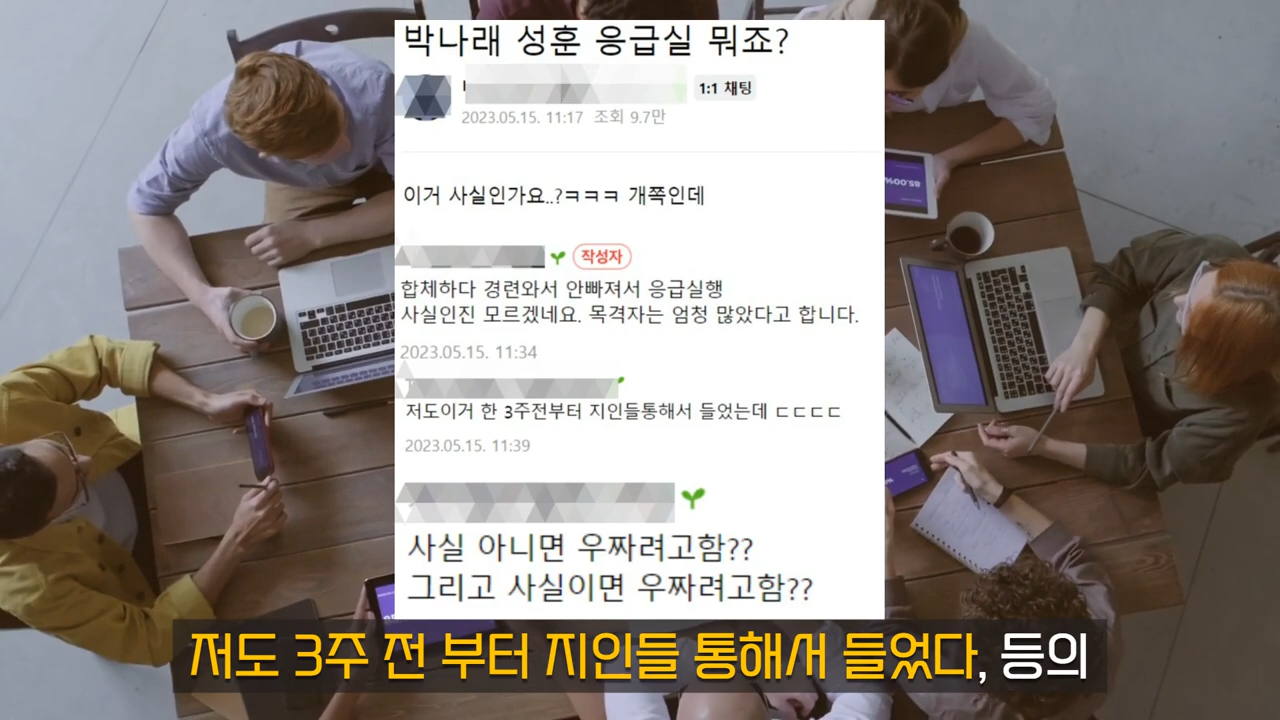 박나래 성훈 응급실 뭐죠?
1:1 채팅
2023.05.15. 11:17 조회 9.7만
이거 사실인가요..?ㅋㅋㅋ 개쪽인데
작성자
합체하다 경련와서 안빠져서 응급실행
사실인진 모르겠네요. 목격자는 엄청 많았다고 합니다.
2023.05.15. 11:34
저도이거 한 3주전부터 지인들통해서 들었는데 ㄷㄷㄷㄷ
2023.05.15. 11:39
사실 아니면 우짜려고함??
그리고 사실이면 우짜려고함??
85.00%
저도 3주 전 부터 지인들 통해서 들었다, 등의